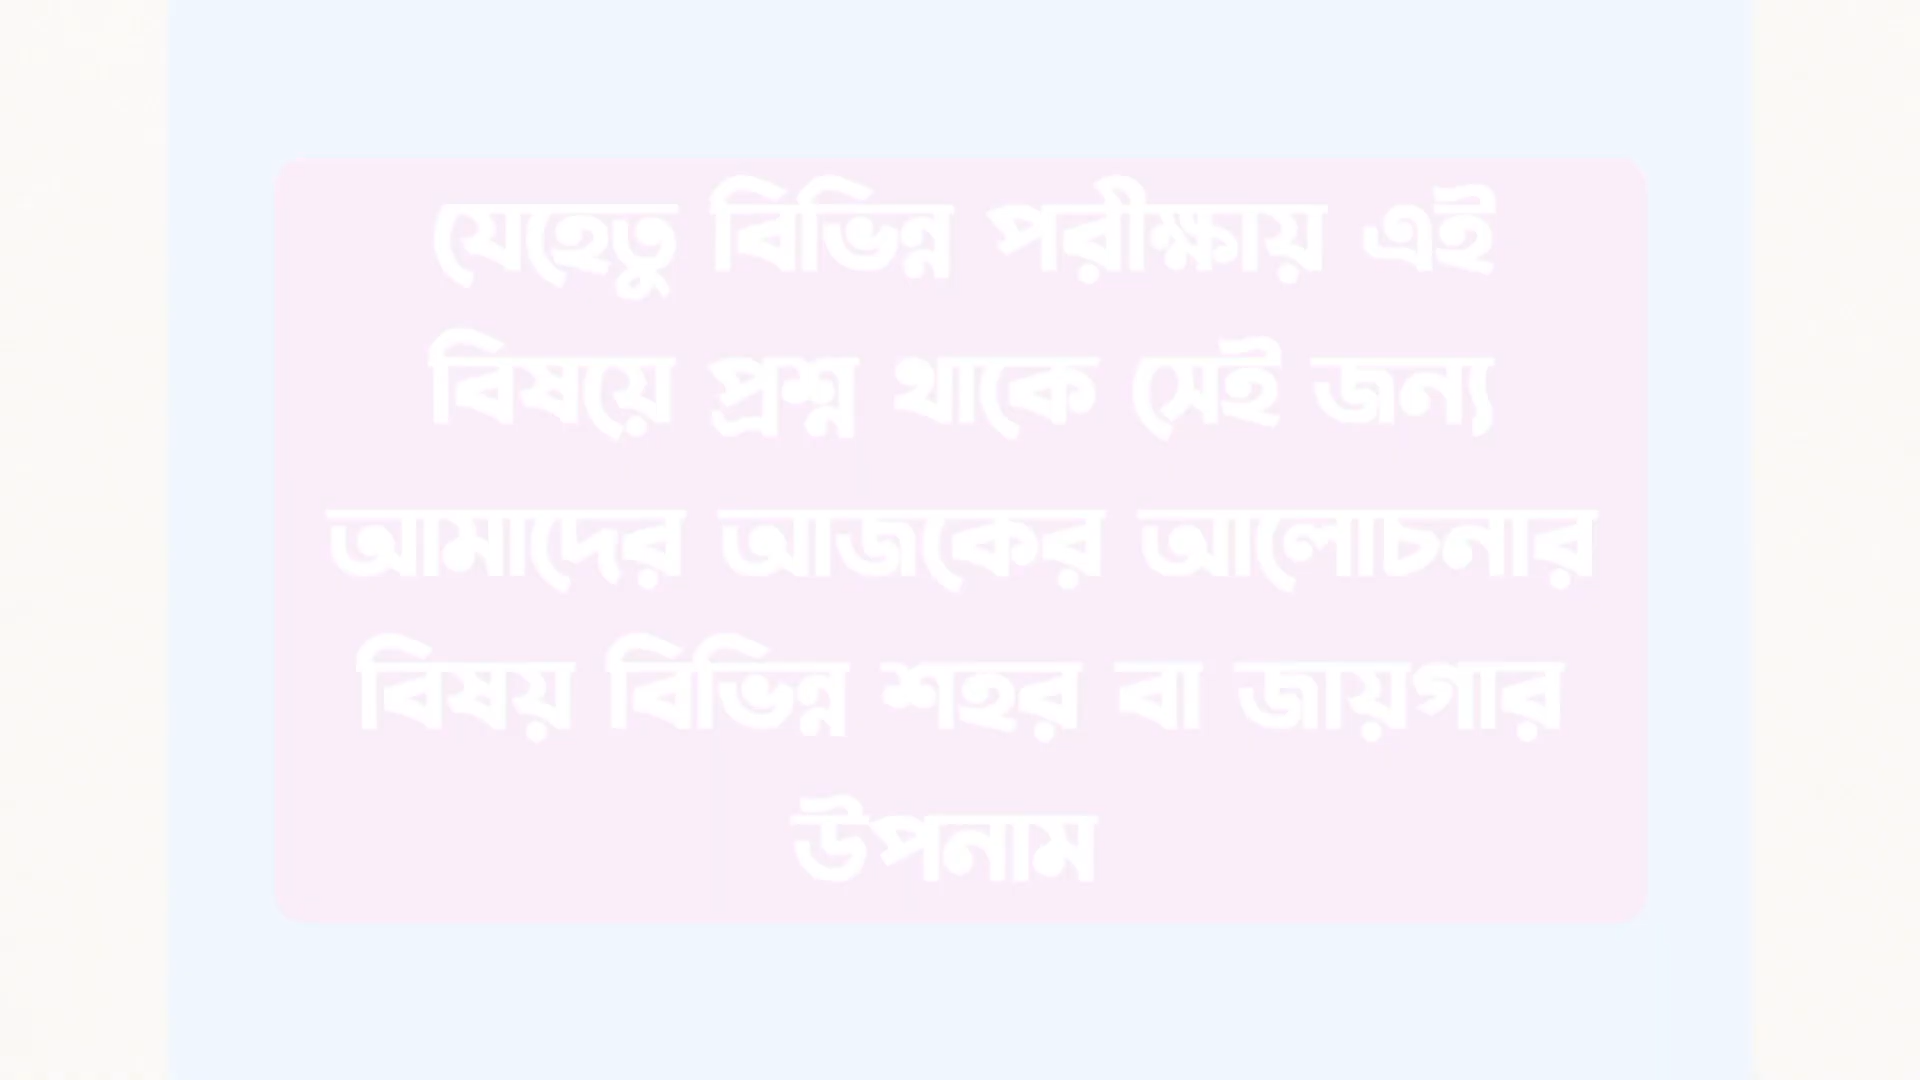 যেহেতু বিভিন্ন পরীক্ষায় এই
বিষয়ে প্রশ্ন থাকে সেই জন্য
আমাদের আজকের আলোচনার
বিষয় বিভিন্ন শহর বা জায়গার
উপনাম